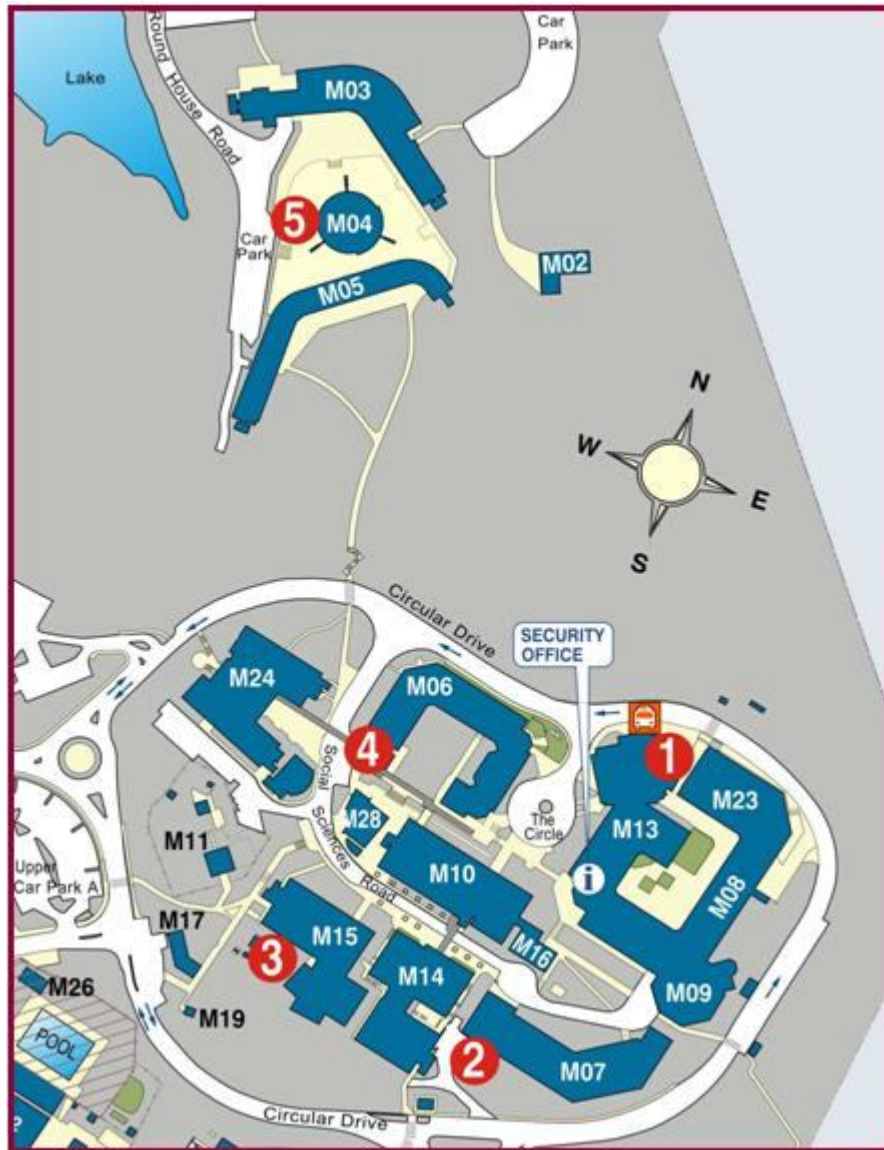 Lake
Round House Road
Car
Park
M03
5
M04
Car
Park
M02
M05
N
W
E
S
Circular Drive
SECURITY
OFFICE
M24
M06
4
1
Social
Sciences
Road
M28
The
Circle
M13
M23
M11
Upper
Car Park A
M10
i
M08
M17
M15
3
M16
M14
M26
M19
M09
POOL
2
M07
Circular Drive